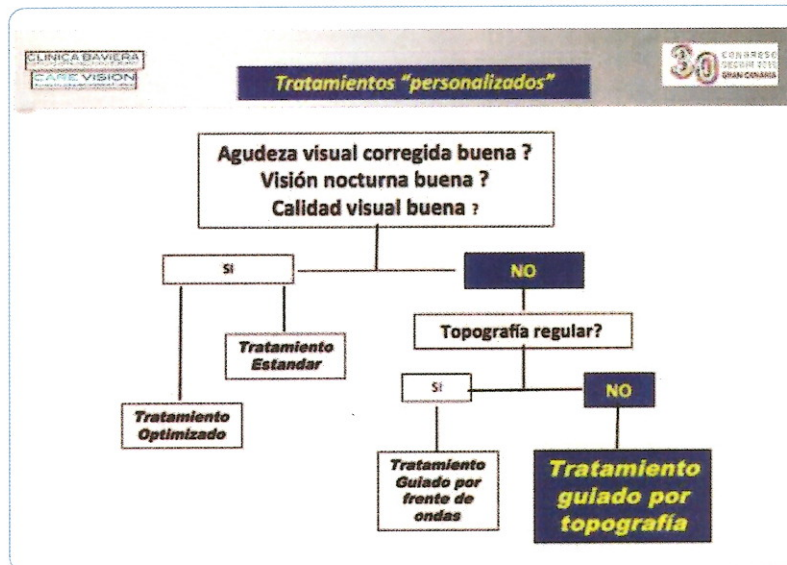 CLINICA BAVIERA
CARE VISION
Tratamientos "personalizados"
30
CONGRESO
GRAN CANARIA
Agudeza visual corregida buena ?
Visión nocturna buena ?
Calidad visual buena ?
SI
NO
Topografía regular?
Tratamiento
Estandar
SI
NO
Tratamiento
Optimizado
Tratamiento
Guiado por
frente de
ondas
Tratamiento
guiado por
topografía